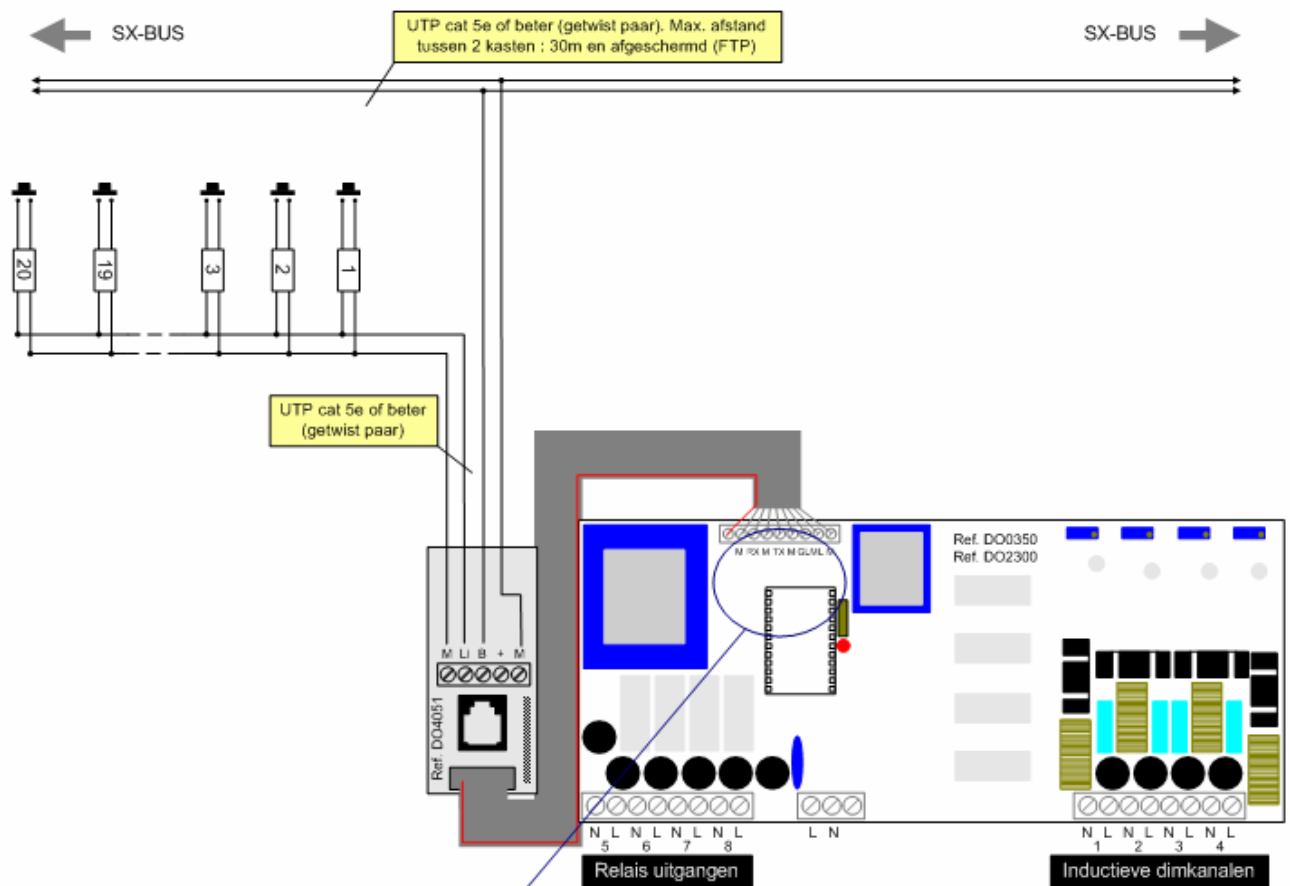 SX-BUS
UTP cat 5e of beter (getwist paar). Max. afstand
tussen 2 kasten : 30m en afgeschermd (FTP)
SX-BUS
20
19
3
2
1
UTP cat 5e of beter
(getwist paar)
M RX M TX M GLML M
Ref. DO0350
Ref. DO2300
M Li B + M
Ref. DO4051
N L N L N L N L
5 6 7 8
L N
N L N L N L N L
1 2 3 4
Relais uitgangen
Inductieve dimkanalen